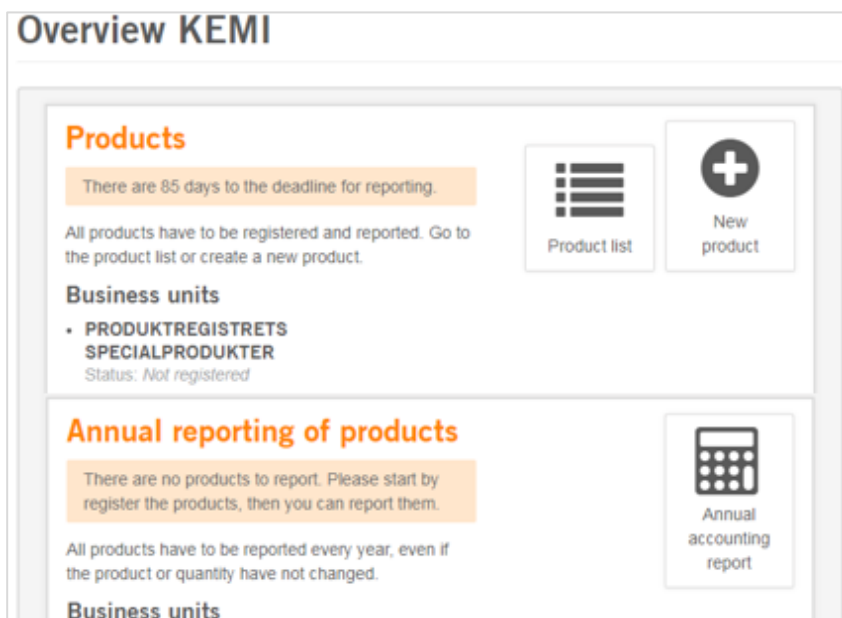 Overview KEMI
Products
There are 85 days to the deadline for reporting.
All products have to be registered and reported. Go to
the product list or create a new product.
Product list
New
product
Business units
• PRODUKTREGISTRETS
SPECIALPRODUKTER
Status: Not registered
Annual reporting of products
There are no products to report. Please start by
register the products, then you can report them.
All products have to be reported every year, even if
the product or quantity have not changed.
Annual
accounting
report
Business units